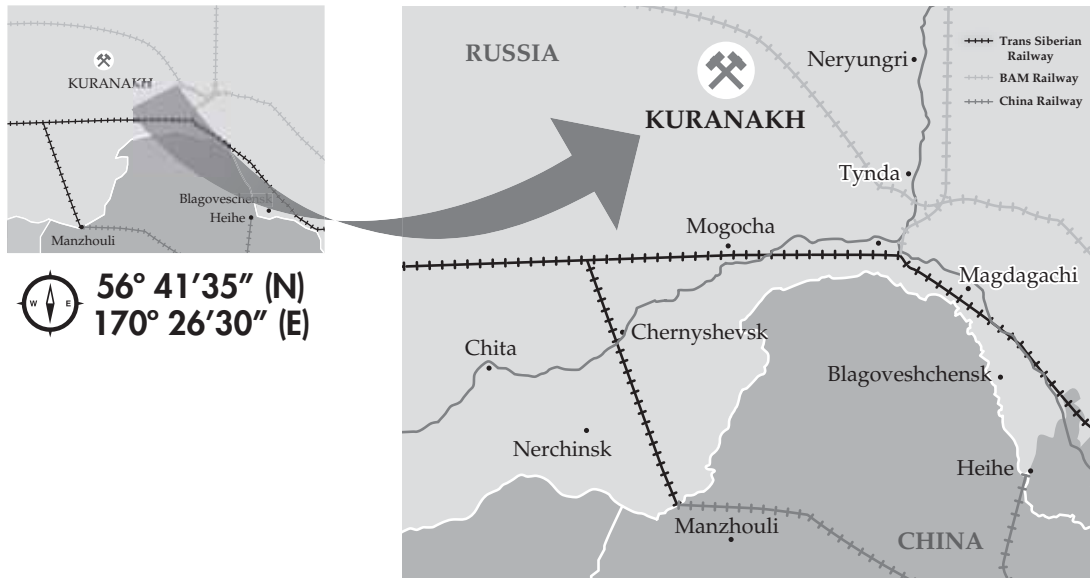 KURANAKH
Blagoveschensk
Heihe
Manzhouli
W E
56° 41’35” (N)
170° 26’30” (E)
RUSSIA
Neryungri
Trans Siberian
Railway
BAM Railway
China Railway
KURANAKH
Tynda
Mogocha
Magdagachi
Chernyshevsk
Chita
Blagoveshchensk
Nerchinsk
Heihe
Manzhouli
CHINA